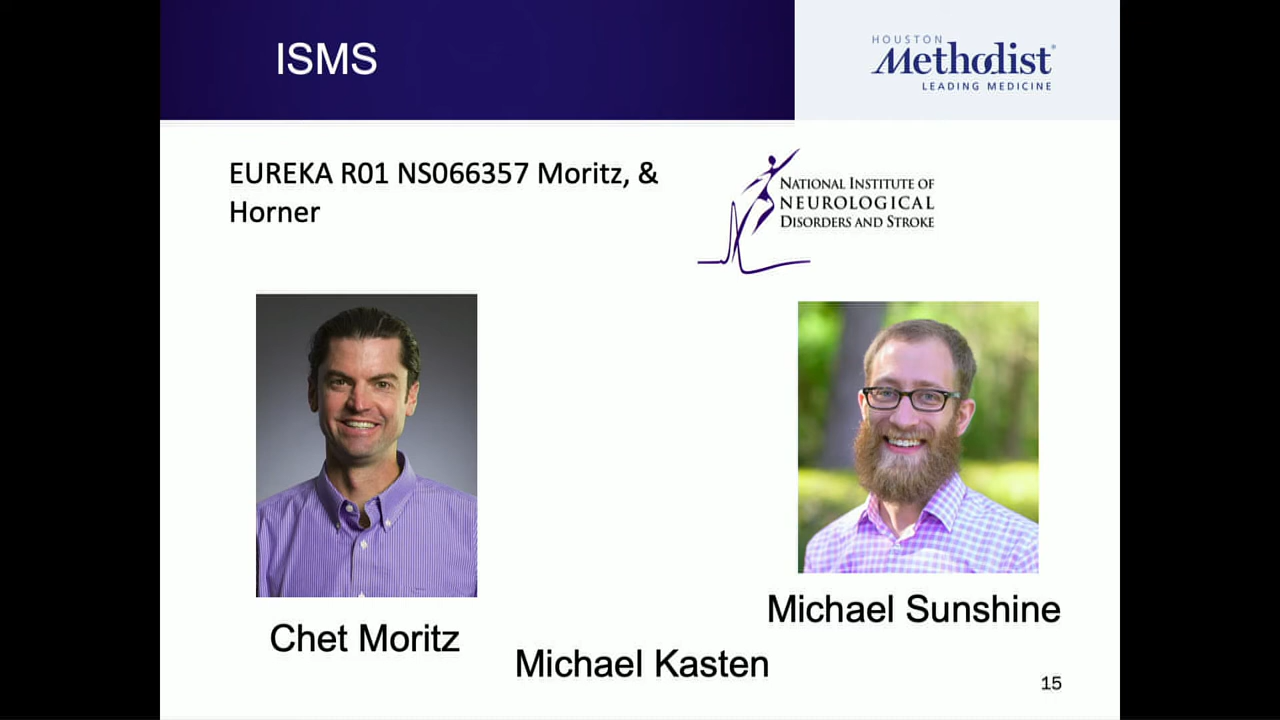 ISMS
HOUSTON
Methodist®
LEADING MEDICINE
EUREKA R01 NS066357 Moritz, &
Horner
NATIONAL INSTITUTE OF
NEUROLOGICAL
DISORDERS AND STROKE
Michael Sunshine
Chet Moritz
Michael Kasten
15